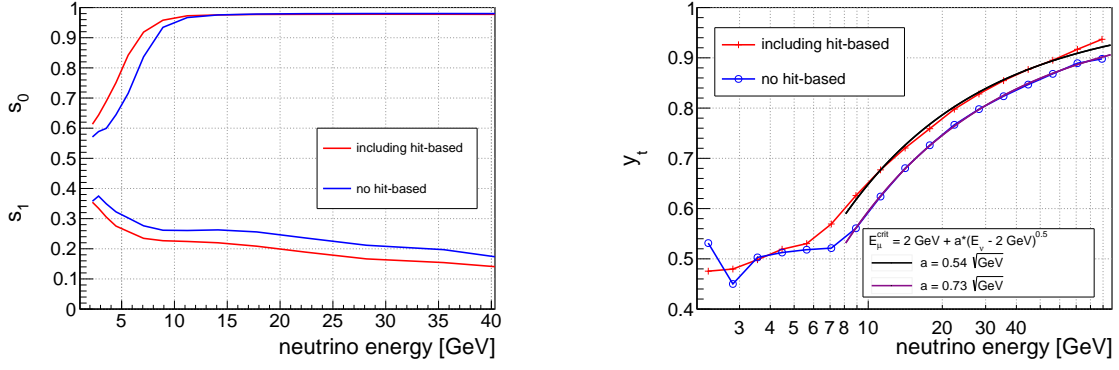 1
0.9
0.8
0.7
0.6
0.5
0.4
0.3
0.2
0.1
0
s₀
s₁
including hit-based
no hit-based
5 10 15 20 25 30 35 40
neutrino energy [GeV]
1
0.9
0.8
0.7
0.6
0.5
0.4
yₜ
including hit-based
no hit-based
E_μ^crit = 2 GeV + a*(E_ν - 2 GeV)^0.5
a = 0.54 √GeV
a = 0.73 √GeV
3 4 5 6 7 8 10 20 30 40
neutrino energy [GeV]